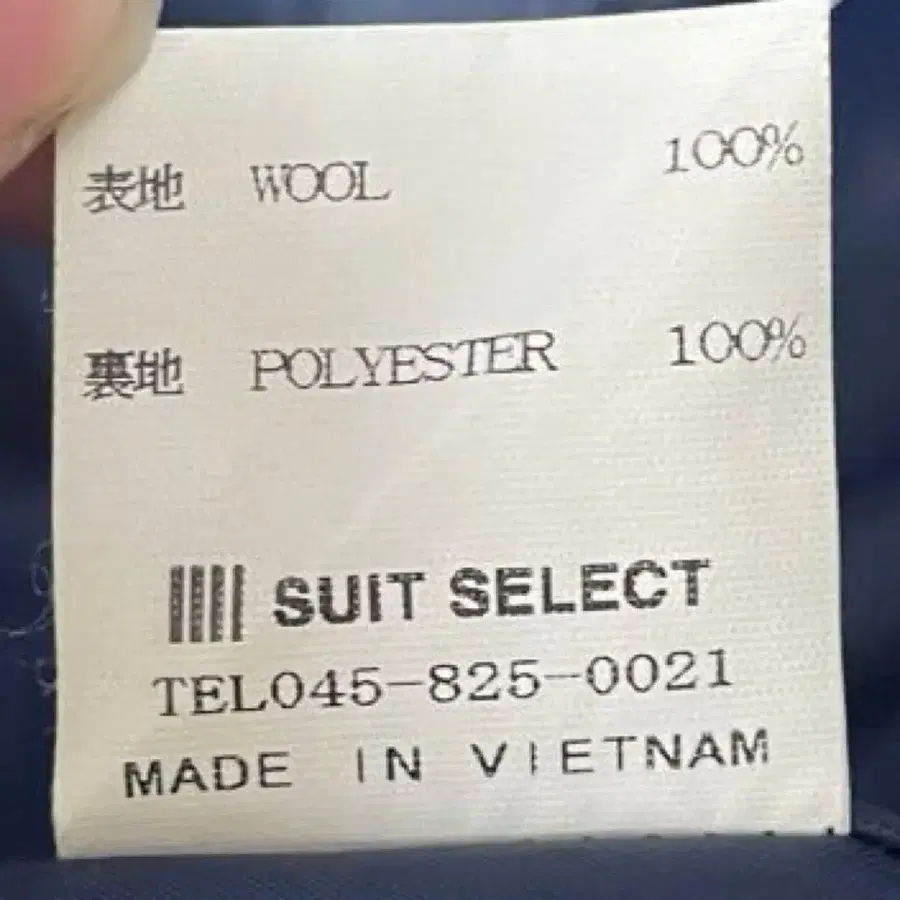 表地 WOOL 100%
裏地 POLYESTER 100%
SUIT SELECT
TEL045-825-0021
MADE IN VIETNAM